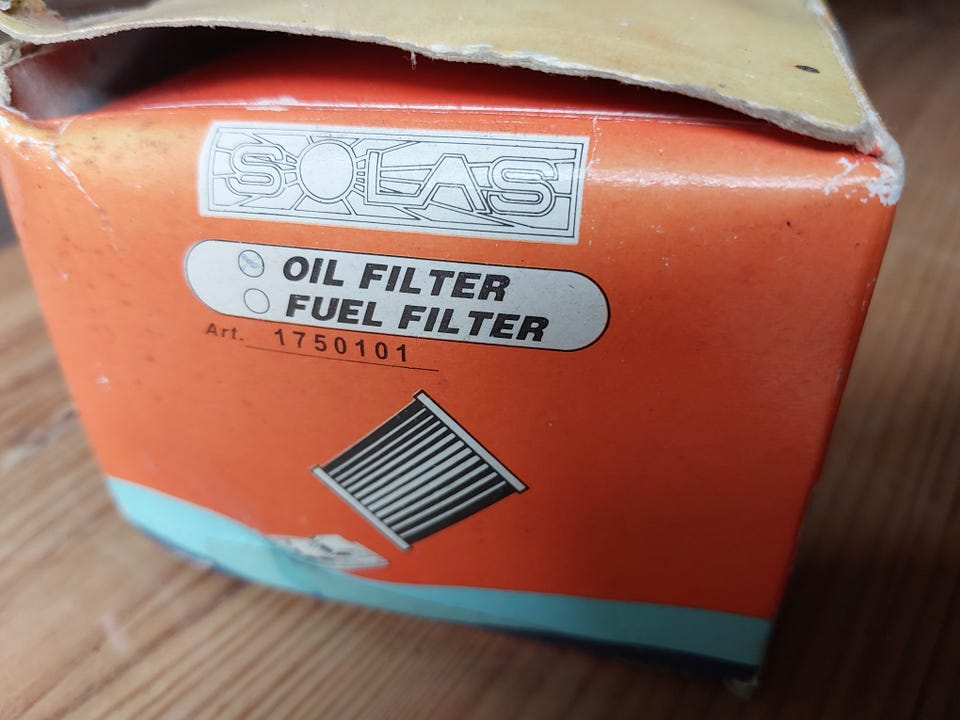 SOLAS
OIL FILTER
FUEL FILTER
Art. 1750101